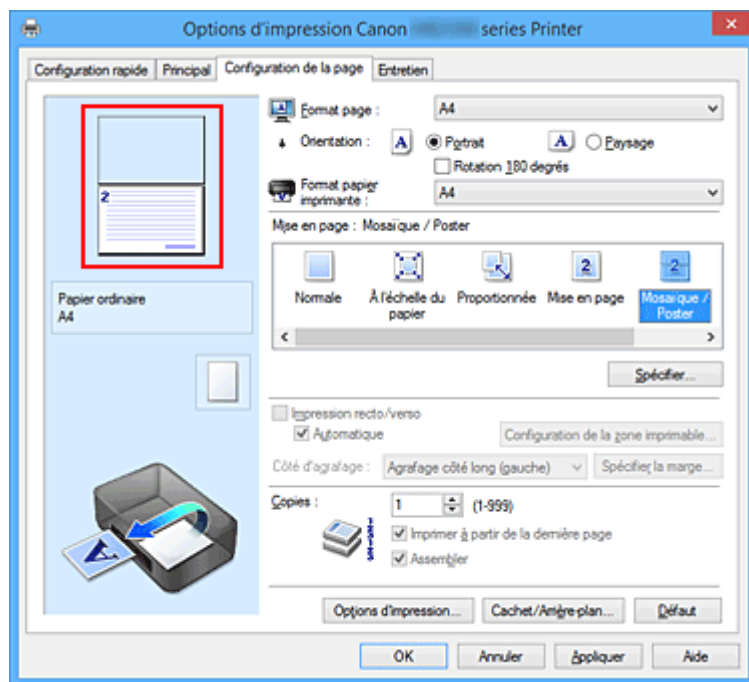 Options d'impression Canon series Printer
Configuration rapide Principal Configuration de la page Entretien
Format page : A4
Orientation : A Portrait A Paysage
Rotation 180 degrés
Format papier
imprimante : A4
Mise en page : Mosaïque / Poster
2
2 2
Normale À l'échelle du Proportionnée Mise en page Mosaïque /
papier Poster
Papier ordinaire
A4
Spécifier...
Impression recto/verso
Automatique Configuration de la zone imprimable...
Côté d'agrafage : Agrafage côté long (gauche) Spécifier la marge...
Copies : 1 (1-999)
Imprimer à partir de la dernière page
Assembler
A
Options d'impression... Cachet/Arrière-plan... Défaut
OK Annuler Appliquer Aide